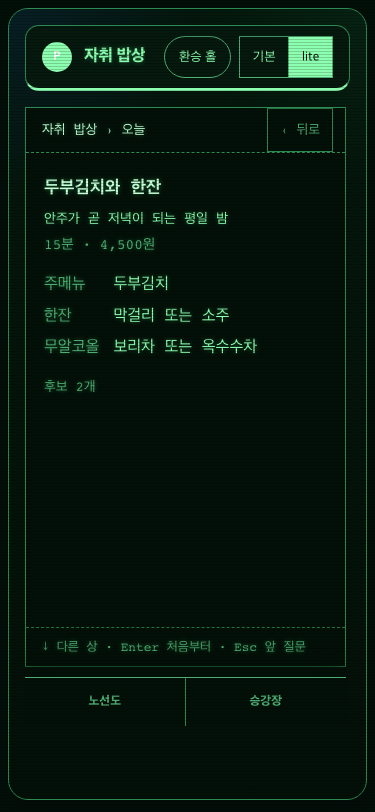 P 자취 밥상 환승 홀 기본 lite
자취 밥상 › 오늘 ‹ 뒤로
두부김치와 한잔
안주가 곧 저녁이 되는 평일 밤
15분 · 4,500원
주메뉴 두부김치
한잔 막걸리 또는 소주
무알코올 보리차 또는 옥수수차
후보 2개
↓ 다른 상 · Enter 처음부터 · Esc 앞 질문
노선도 승강장